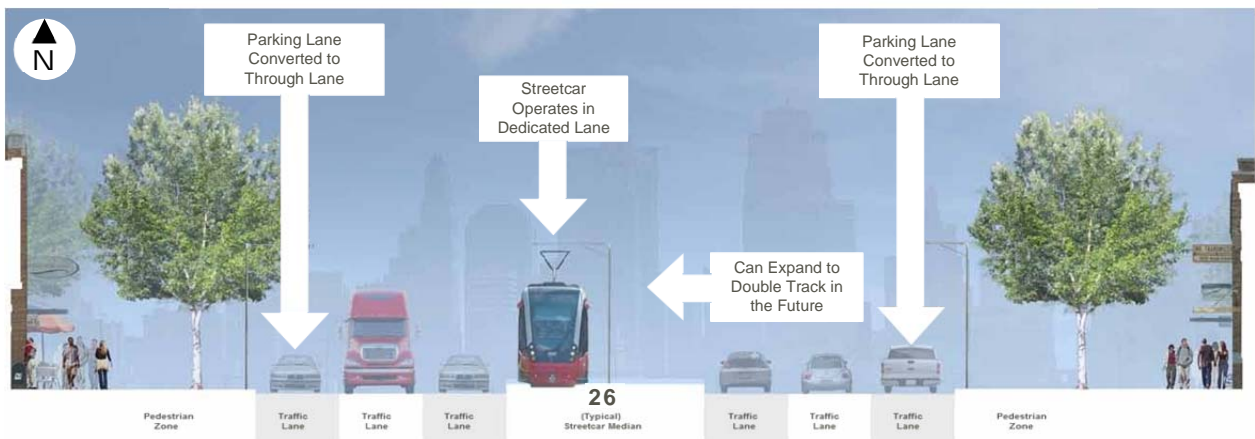 N
Parking Lane
Converted to
Through Lane
Streetcar
Operates in
Dedicated Lane
Parking Lane
Converted to
Through Lane
Can Expand to
Double Track in
the Future
26
(Typical)
Streetcar Median
Pedestrian
Zone
Traffic
Lane
Traffic
Lane
Traffic
Lane
Traffic
Lane
Traffic
Lane
Traffic
Lane
Pedestrian
Zone